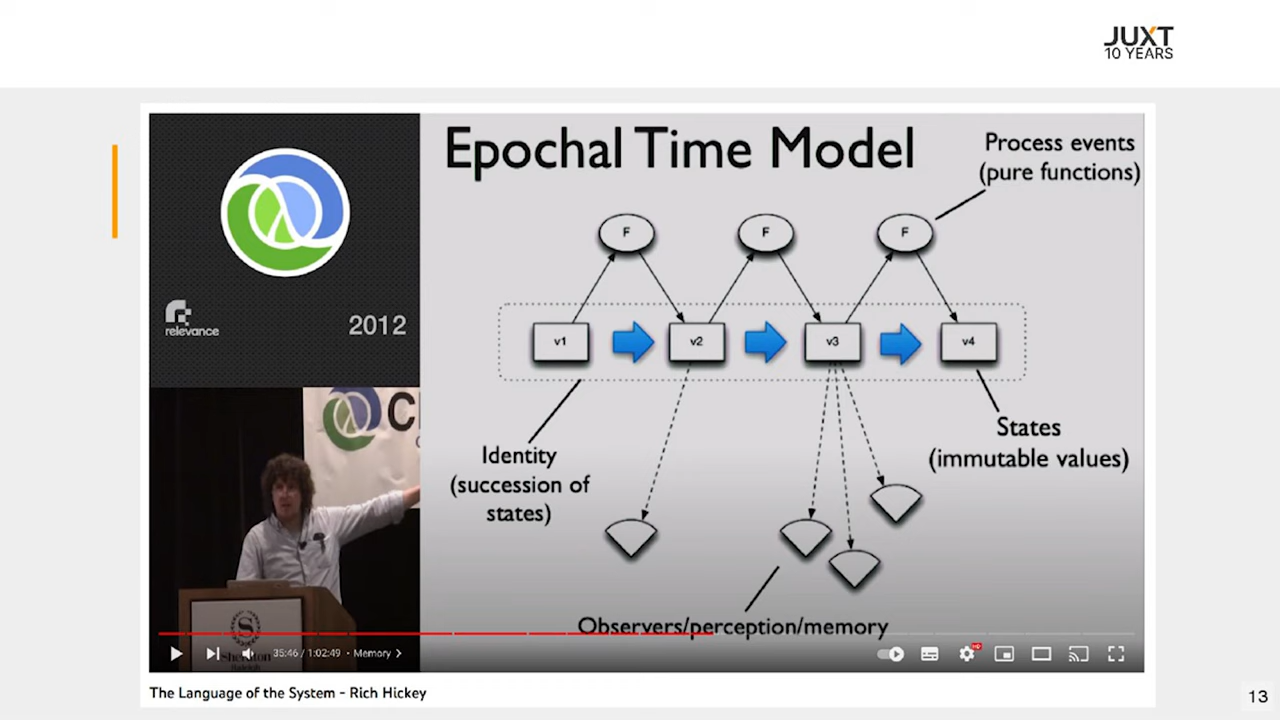 JUXT
10 YEARS
Epochal Time Model
Process events
(pure functions)
F
F
F
relevance
2012
v1
v2
v3
v4
C
Identity
(succession of
states)
States
(immutable values)
Observers/perception/memory
S
Sheraton
35:46 / 1:02:49 • Memory >
HD
The Language of the System - Rich Hickey
13